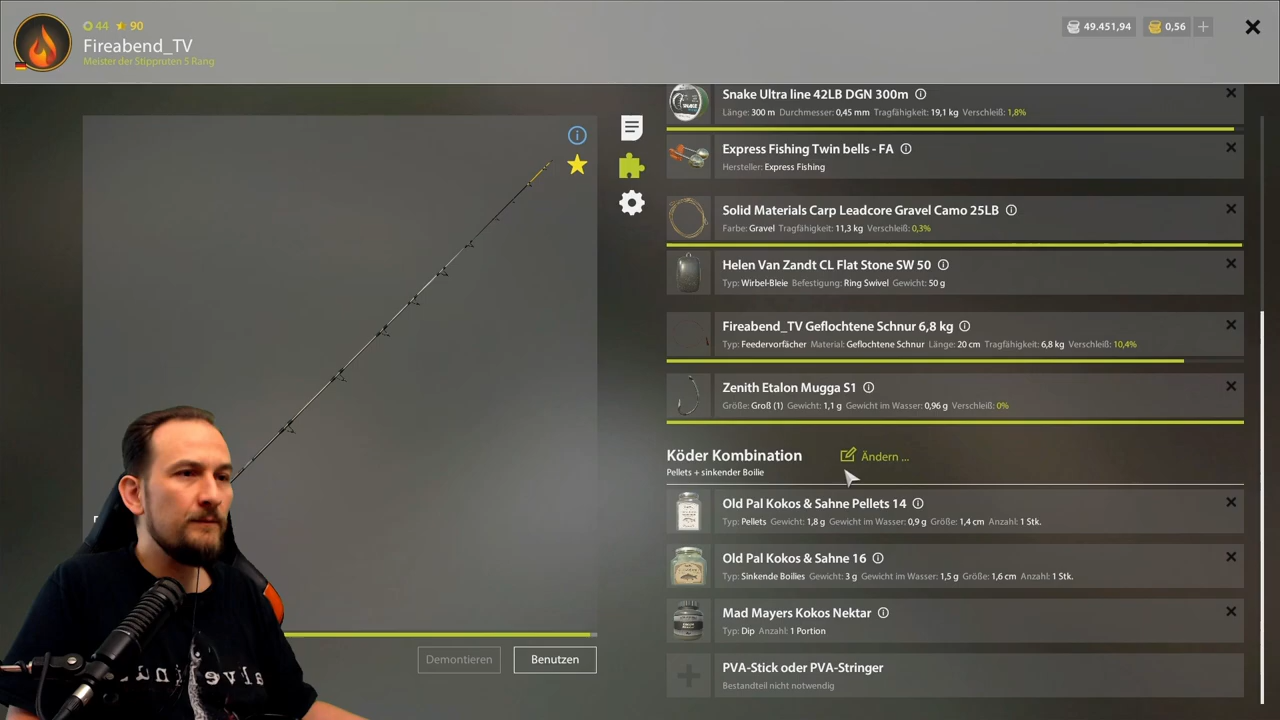 44 90
Fireabend_TV
Meister der Stippruten 5 Rang
49.451,94 0,56
Snake Ultra line 42LB DGN 300m
Länge: 300 m Durchmesser: 0,45 mm Tragfähigkeit: 19,1 kg Verschleiß: 1,8%
Express Fishing Twin bells - FA
Hersteller: Express Fishing
Solid Materials Carp Leadcore Gravel Camo 25LB
Farbe: Gravel Tragfähigkeit: 11,3 kg Verschleiß: 0,3%
Helen Van Zandt CL Flat Stone SW 50
Typ: Wirbel-Bleie Befestigung: Ring Swivel Gewicht: 50 g
Fireabend_TV Geflochtene Schnur 6,8 kg
Typ: Feedervorfächer Material: Geflochtene Schnur Länge: 20 cm Tragfähigkeit: 6,8 kg Verschleiß: 10,4%
Zenith Etalon Mugga S1
Größe: Groß (1) Gewicht: 1,1 g Gewicht im Wasser: 0,96 g Verschleiß: 0%
Köder Kombination Ändern ...
Pellets + sinkender Boilie
Old Pal Kokos & Sahne Pellets 14
Typ: Pellets Gewicht: 1,8 g Gewicht im Wasser: 0,9 g Größe: 1,4 cm Anzahl: 1 Stk.
Old Pal Kokos & Sahne 16
Typ: Sinkende Boilies Gewicht: 3 g Gewicht im Wasser: 1,5 g Größe: 1,6 cm Anzahl: 1 Stk.
Mad Mayers Kokos Nektar
Typ: Dip Anzahl: 1 Portion
PVA-Stick oder PVA-Stringer
Bestandteil nicht notwendig
Demontieren Benutzen